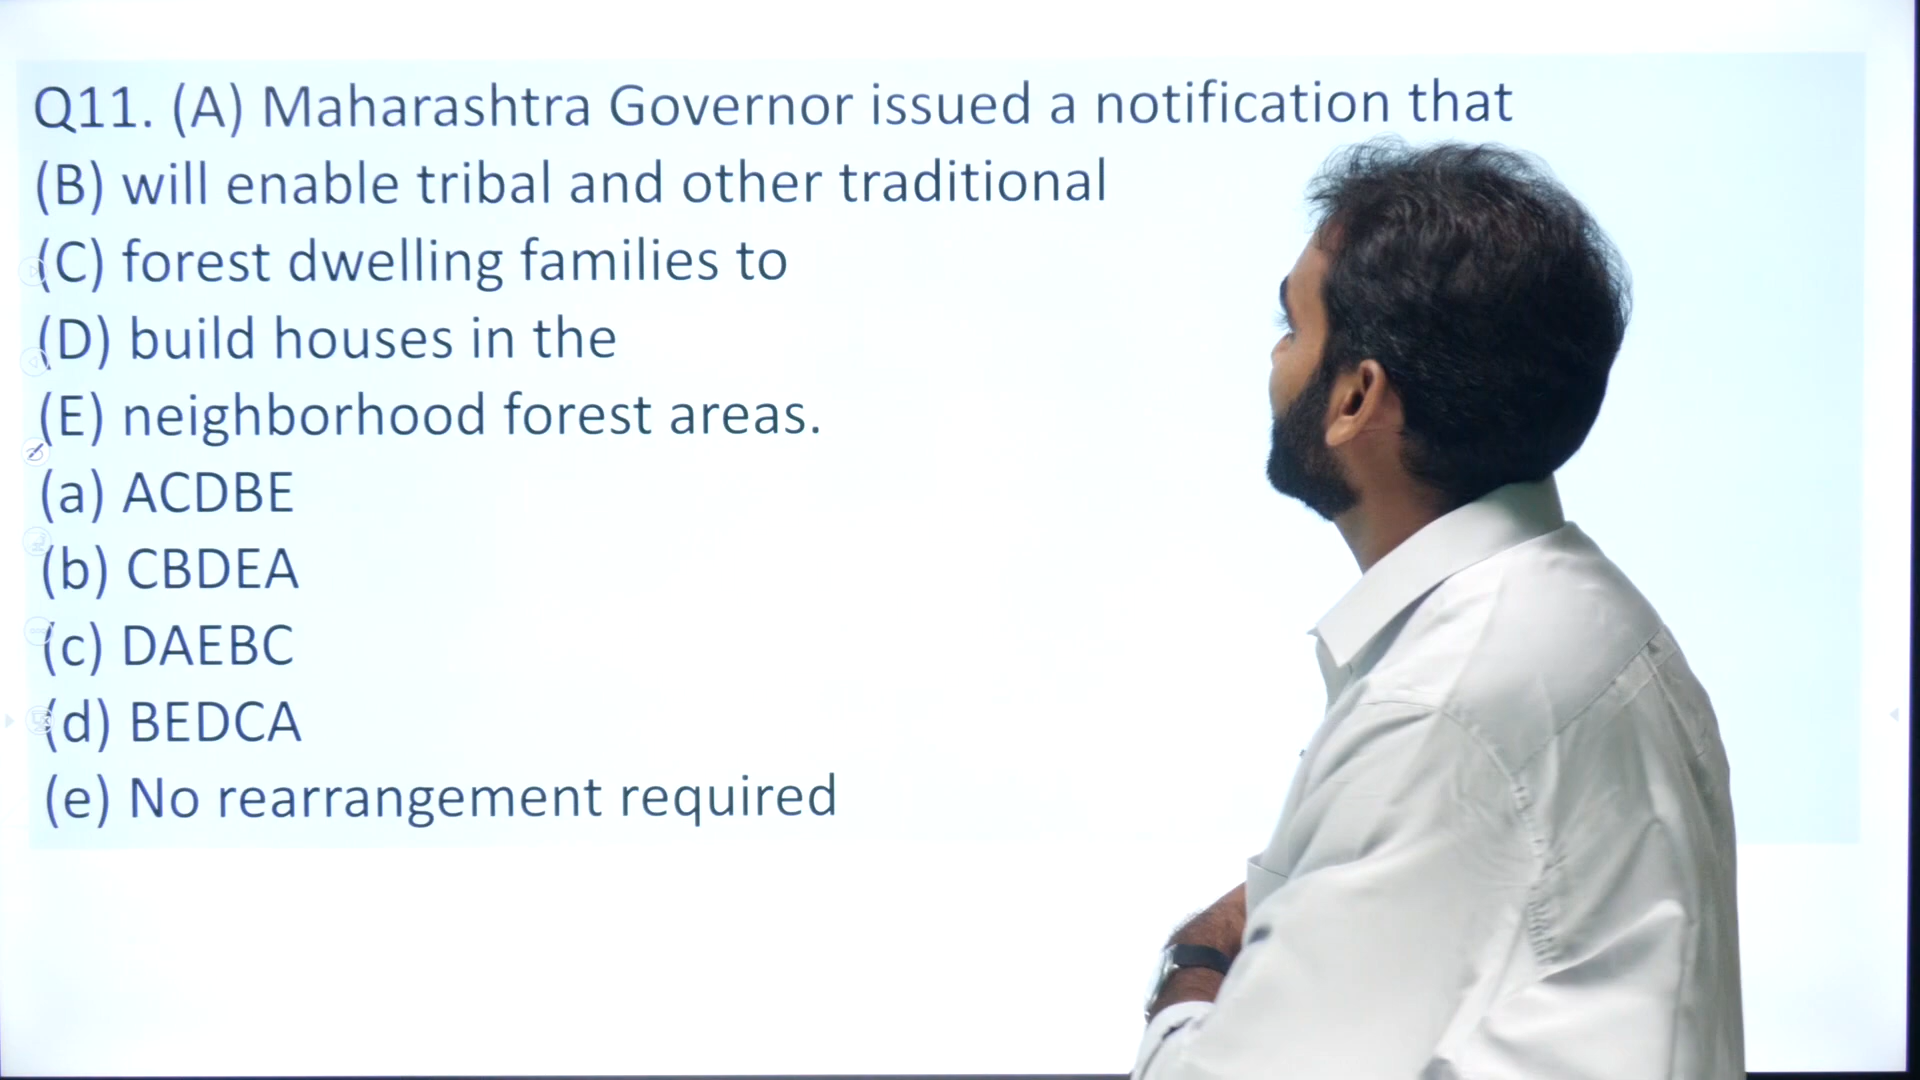 Q11. (A) Maharashtra Governor issued a notification that
(B) will enable tribal and other traditional
(C) forest dwelling families to
(D) build houses in the
(E) neighborhood forest areas.
(a) ACDBE
(b) CBDEA
(c) DAEBC
(d) BEDCA
(e) No rearrangement required